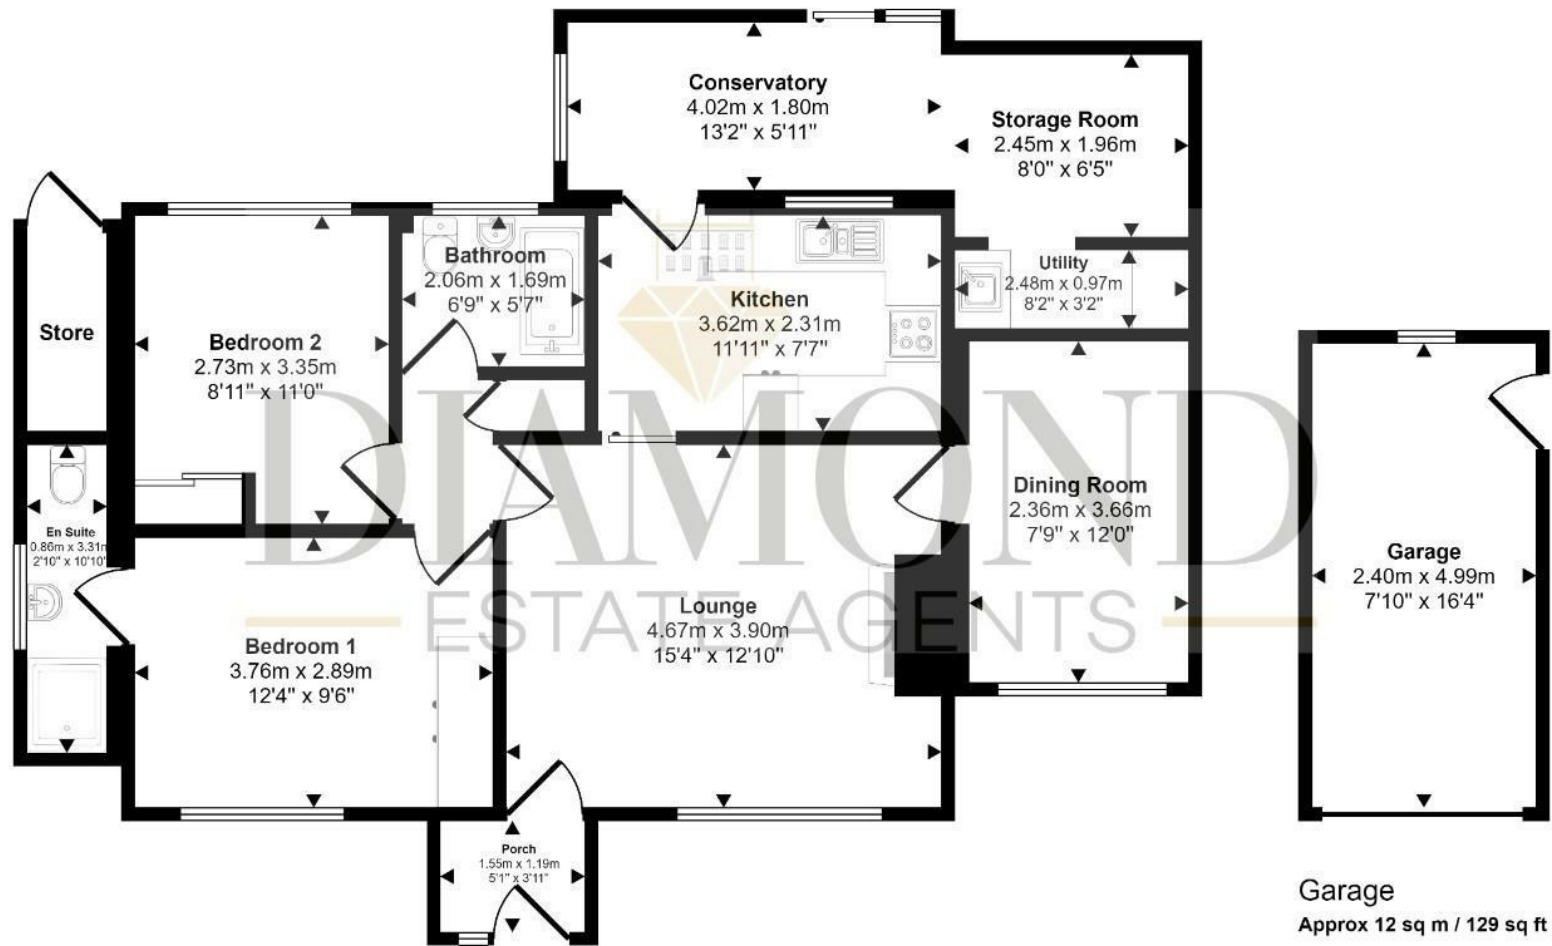 Conservatory
4.02m x 1.80m
13'2" x 5'11"
Storage Room
2.45m x 1.96m
8'0" x 6'5"
Bathroom
2.06m x 1.69m
6'9" x 5'7"
Utility
2.48m x 0.97m
8'2" x 3'2"
Kitchen
3.62m x 2.31m
11'11" x 7'7"
Store
Bedroom 2
2.73m x 3.35m
8'11" x 11'0"
DIAMOND
ESTATE AGENTS
Dining Room
2.36m x 3.66m
7'9" x 12'0"
En Suite
0.86m x 3.31m
2'10" x 10'10"
Garage
2.40m x 4.99m
7'10" x 16'4"
Lounge
4.67m x 3.90m
15'4" x 12'10"
Bedroom 1
3.76m x 2.89m
12'4" x 9'6"
Porch
1.55m x 1.19m
5'1" x 3'11"
Garage
Approx 12 sq m / 129 sq ft